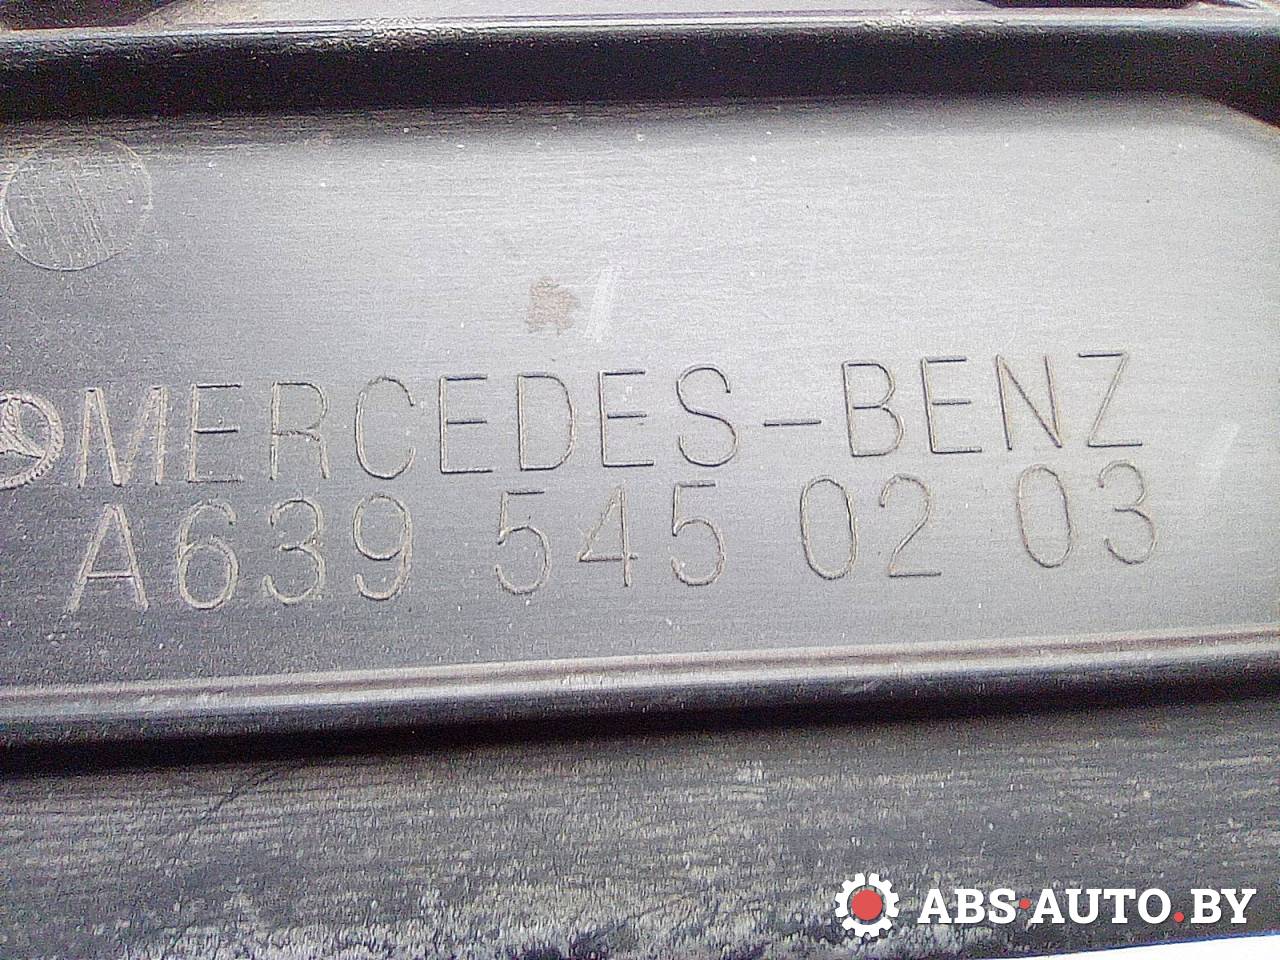 MERCEDES-BENZ
A639 545 02 03
ABS·AUTO.BY